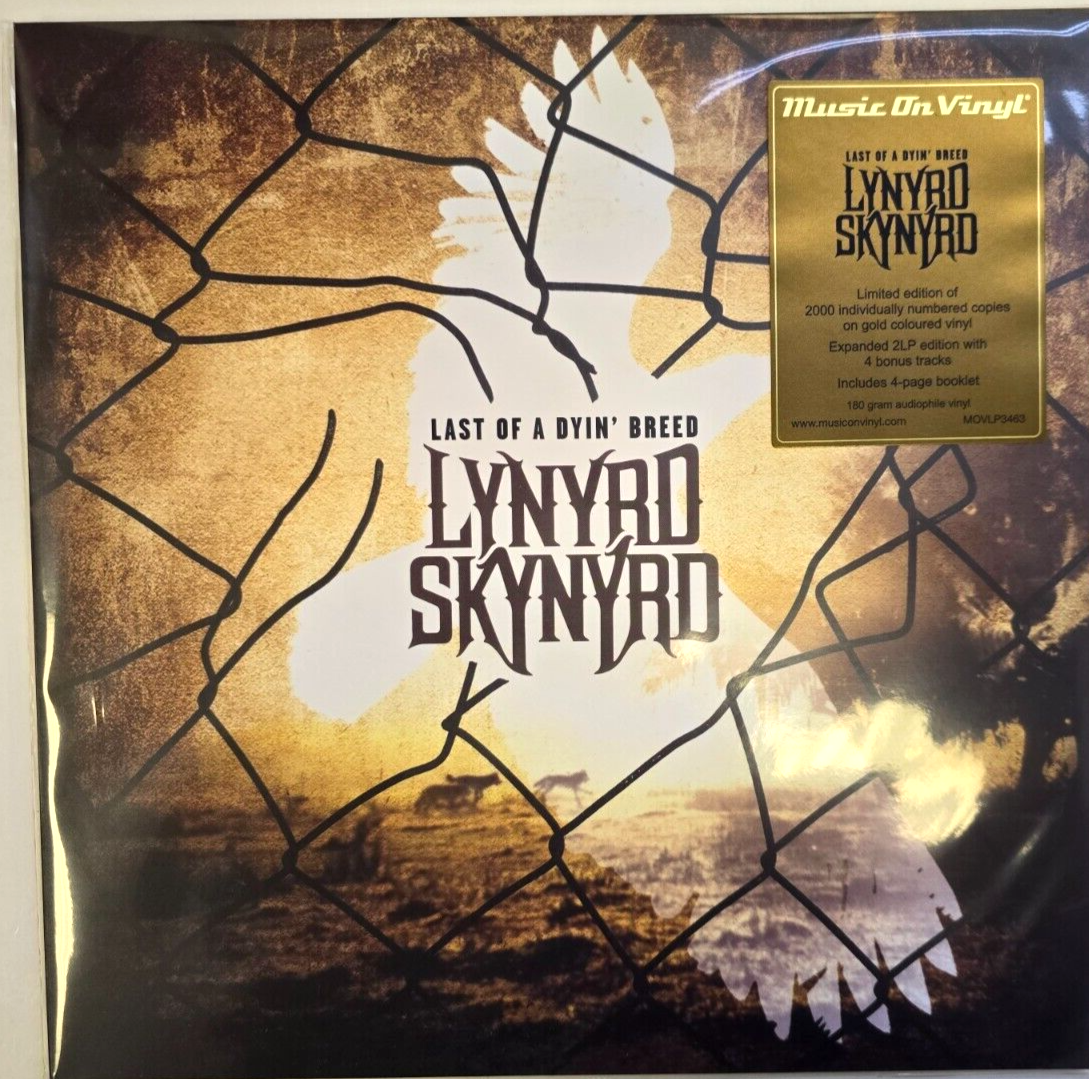 Music On Vinyl®
LAST OF A DYIN' BREED
LYNYRD
SKYNYRD
Limited edition of
2000 individually numbered copies
on gold coloured vinyl
Expanded 2LP edition with
4 bonus tracks
Includes 4-page booklet
180 gram audiophile vinyl
www.musiconvinyl.com MOVLP3463
LAST OF A DYIN' BREED
LYNYRD
SKYNYRD